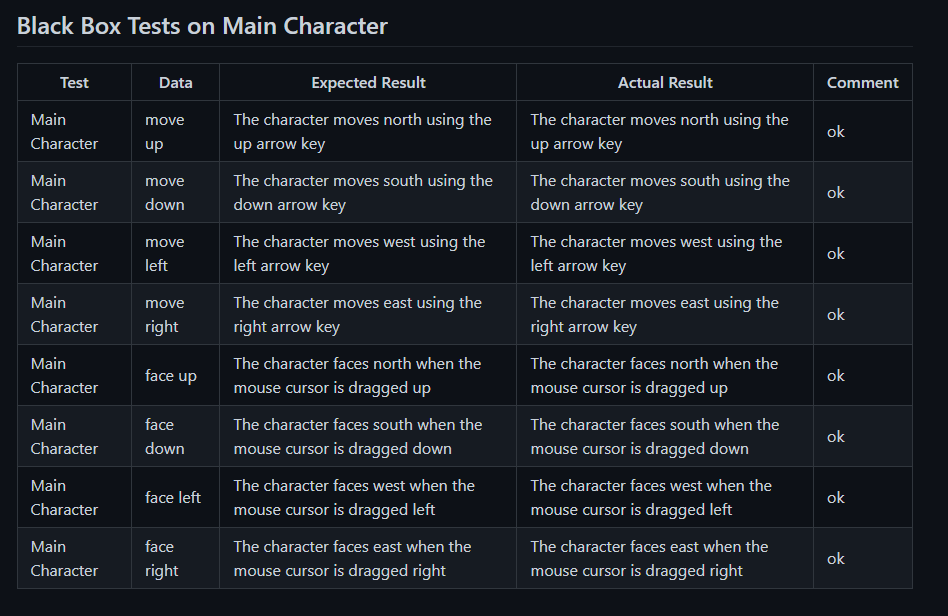 Black Box Tests on Main Character
Test Data Expected Result Actual Result Comment
Main Character move up The character moves north using the up arrow key The character moves north using the up arrow key ok
Main Character move down The character moves south using the down arrow key The character moves south using the down arrow key ok
Main Character move left The character moves west using the left arrow key The character moves west using the left arrow key ok
Main Character move right The character moves east using the right arrow key The character moves east using the right arrow key ok
Main Character face up The character faces north when the mouse cursor is dragged up The character faces north when the mouse cursor is dragged up ok
Main Character face down The character faces south when the mouse cursor is dragged down The character faces south when the mouse cursor is dragged down ok
Main Character face left The character faces west when the mouse cursor is dragged left The character faces west when the mouse cursor is dragged left ok
Main Character face right The character faces east when the mouse cursor is dragged right The character faces east when the mouse cursor is dragged right ok